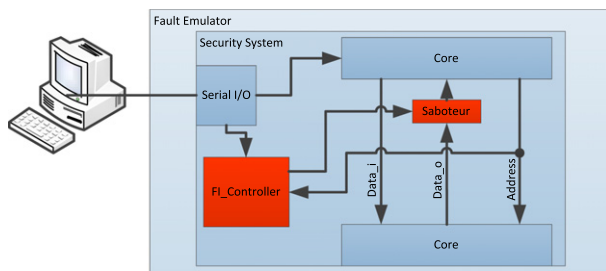 Fault Emulator
Security System
Core
Serial I/O
Saboteur
FI_Controller
Data_i
Data_o
Address
Core